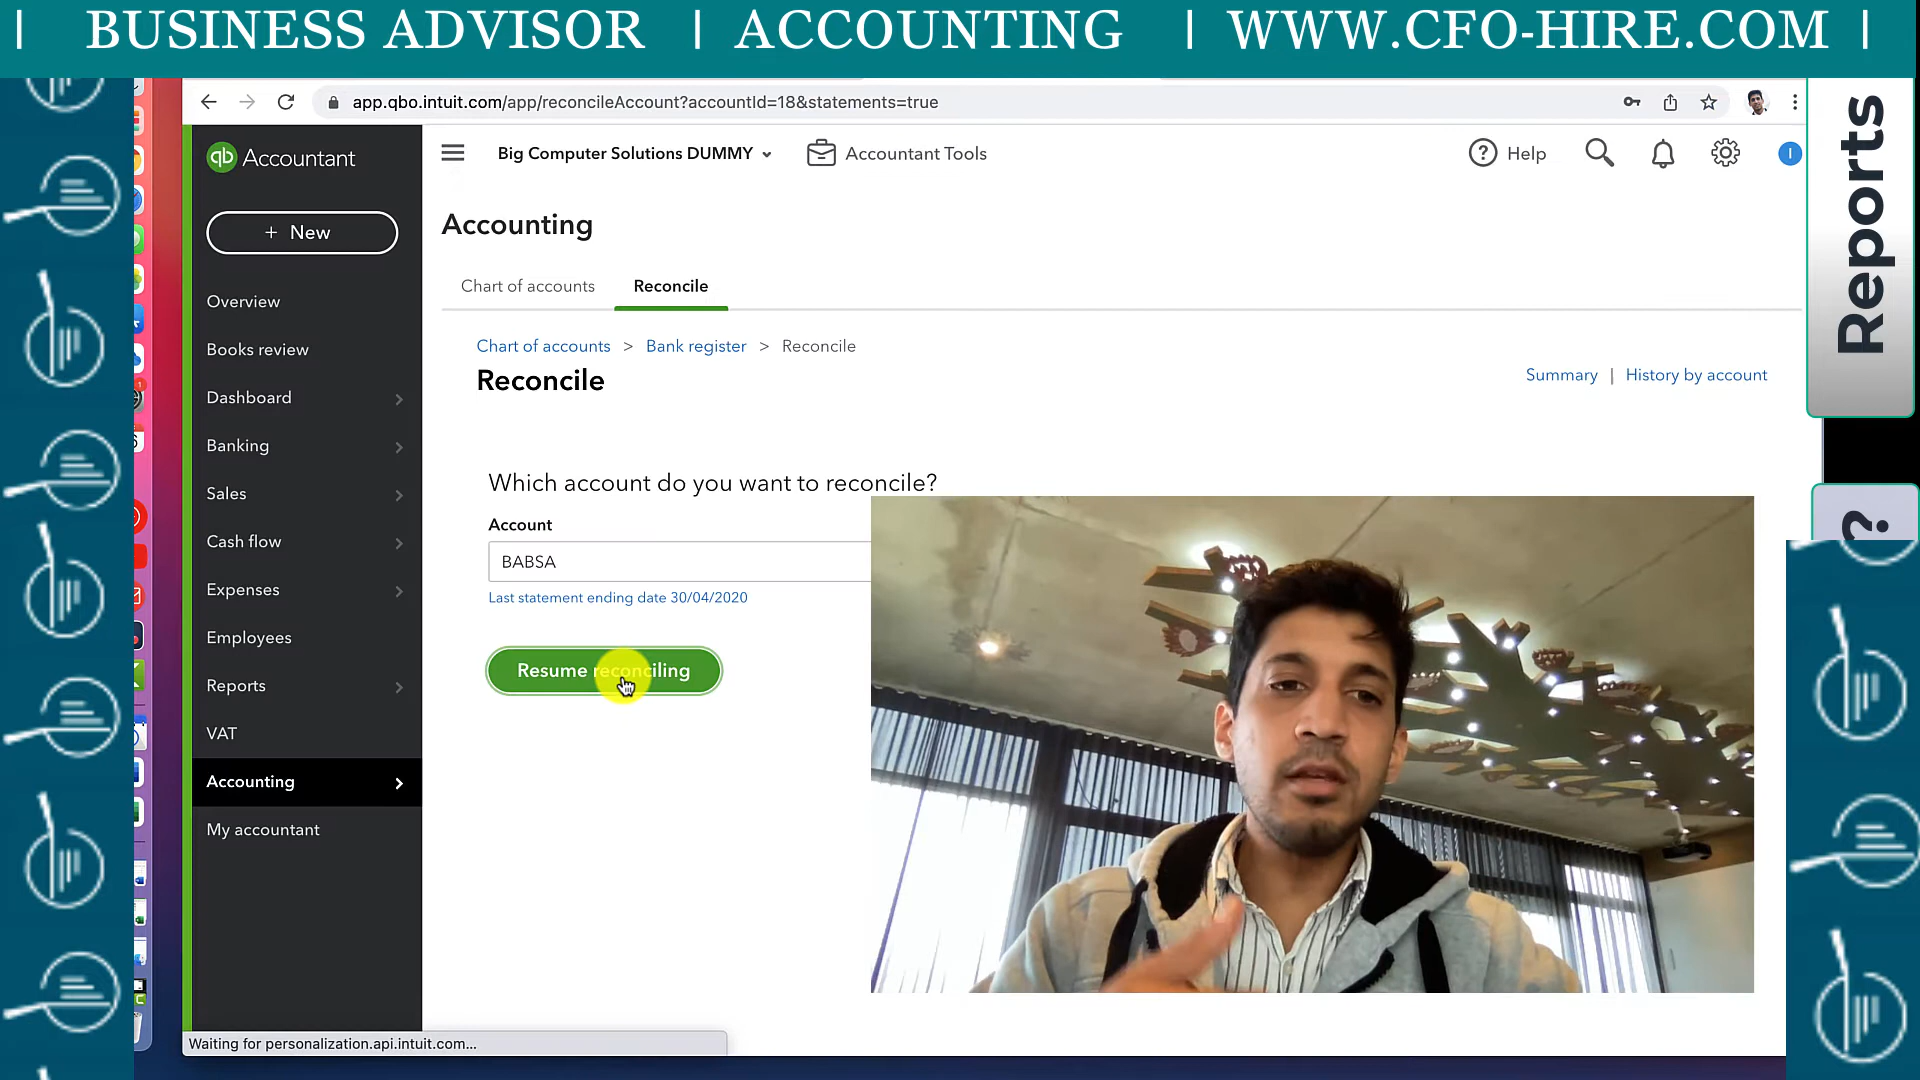 | BUSINESS ADVISOR | ACCOUNTING | WWW.CFO-HIRE.COM |
app.qbo.intuit.com/app/reconcileAccount?accountId=18&statements=true
Reports
?
qb Accountant
Big Computer Solutions DUMMY
Accountant Tools
? Help
I
+ New
Overview
Books review
Dashboard
Banking
Sales
Cash flow
Expenses
Employees
Reports
VAT
Accounting
My accountant
Accounting
Chart of accounts
Reconcile
Chart of accounts > Bank register > Reconcile
Reconcile
Summary | History by account
Which account do you want to reconcile?
Account
BABSA
Last statement ending date 30/04/2020
Resume reconciling
Waiting for personalization.api.intuit.com...